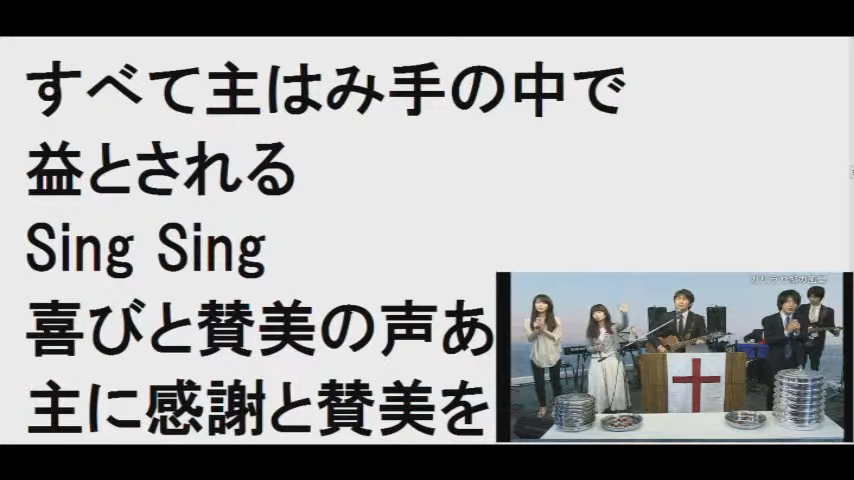 すべて主はみ手の中で
益とされる
Sing Sing
喜びと賛美の声あ
主に感謝と賛美を